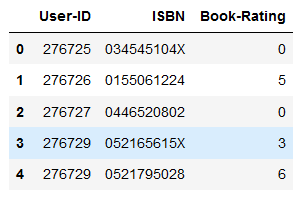 User-ID ISBN Book-Rating
0 276725 034545104X 0
1 276726 0155061224 5
2 276727 0446520802 0
3 276729 052165615X 3
4 276729 0521795028 6